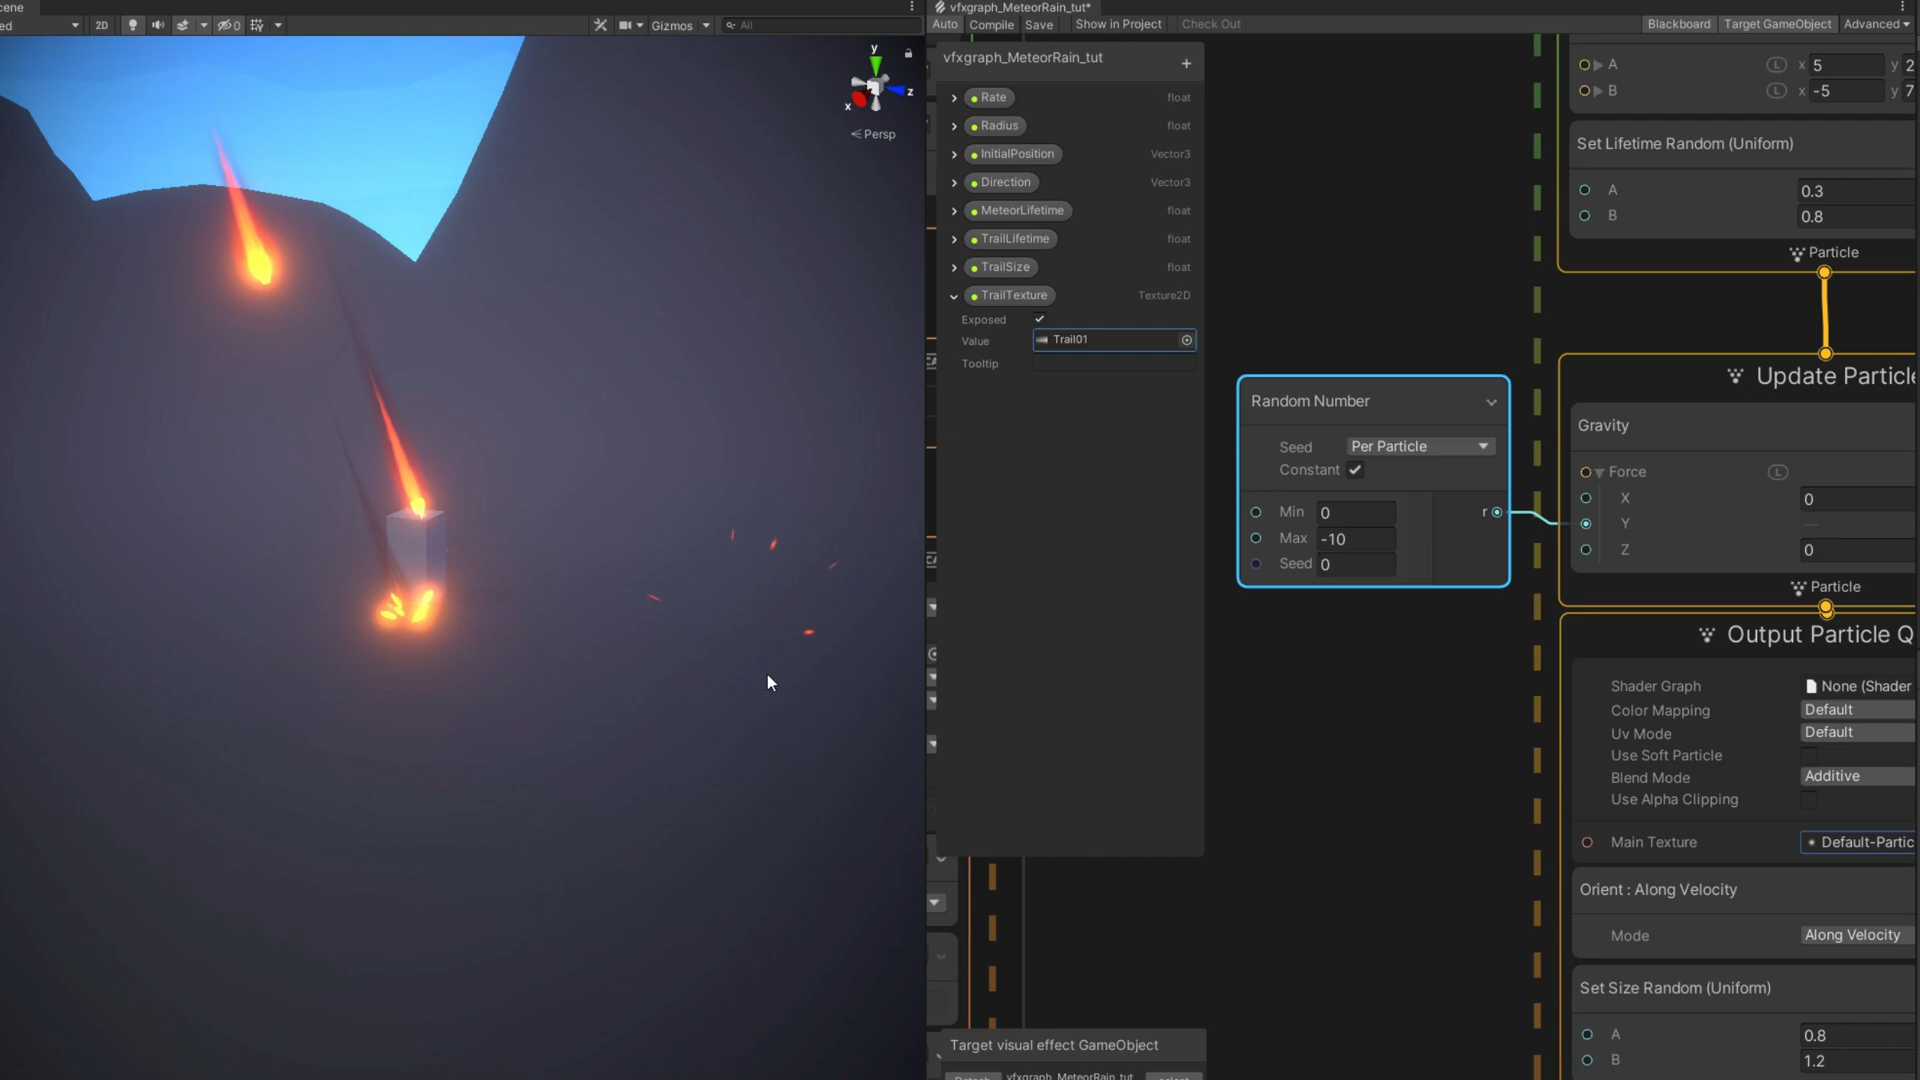 cene
ed
2D
0
Gizmos
All
y
x
z
Persp
vfxgraph_MeteorRain_tut*
Auto
Compile
Save
Show in Project
Check Out
Blackboard
Target GameObject
Advanced
vfxgraph_MeteorRain_tut
+
Rate float
Radius float
InitialPosition Vector3
Direction Vector3
MeteorLifetime float
TrailLifetime float
TrailSize float
TrailTexture Texture2D
Exposed
Value Trail01
Tooltip
Random Number
Seed Per Particle
Constant
Min 0
Max -10
Seed 0
r
A L x 5 y 2
B L x -5 y 7
Set Lifetime Random (Uniform)
A 0.3
B 0.8
Particle
Update Particle
Gravity
Force L
X 0
Y
Z 0
Particle
Output Particle Q
Shader Graph None (Shader
Color Mapping Default
Uv Mode Default
Use Soft Particle
Blend Mode Additive
Use Alpha Clipping
Main Texture Default-Partic
Orient : Along Velocity
Mode Along Velocity
Set Size Random (Uniform)
A 0.8
B 1.2
Target visual effect GameObject
vfxgraph_MeteorRain_tut